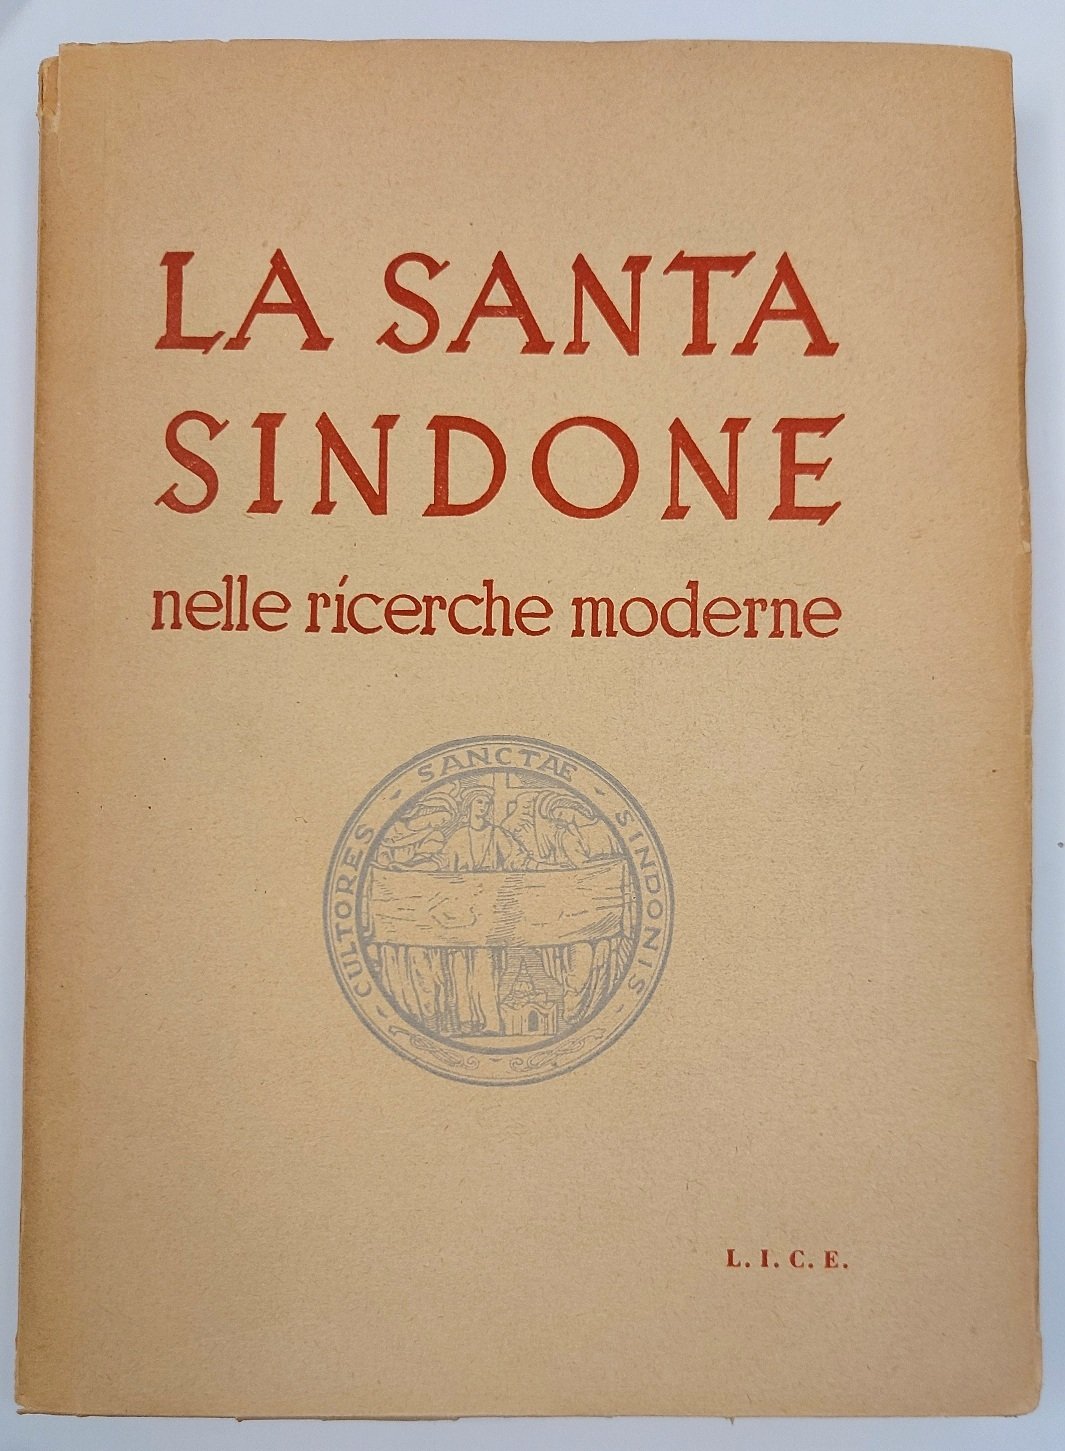 LA SANTA
SINDONE
nelle ricerche moderne
CULTORES - SANCTAE - SINDONIS
L. I. C. E.